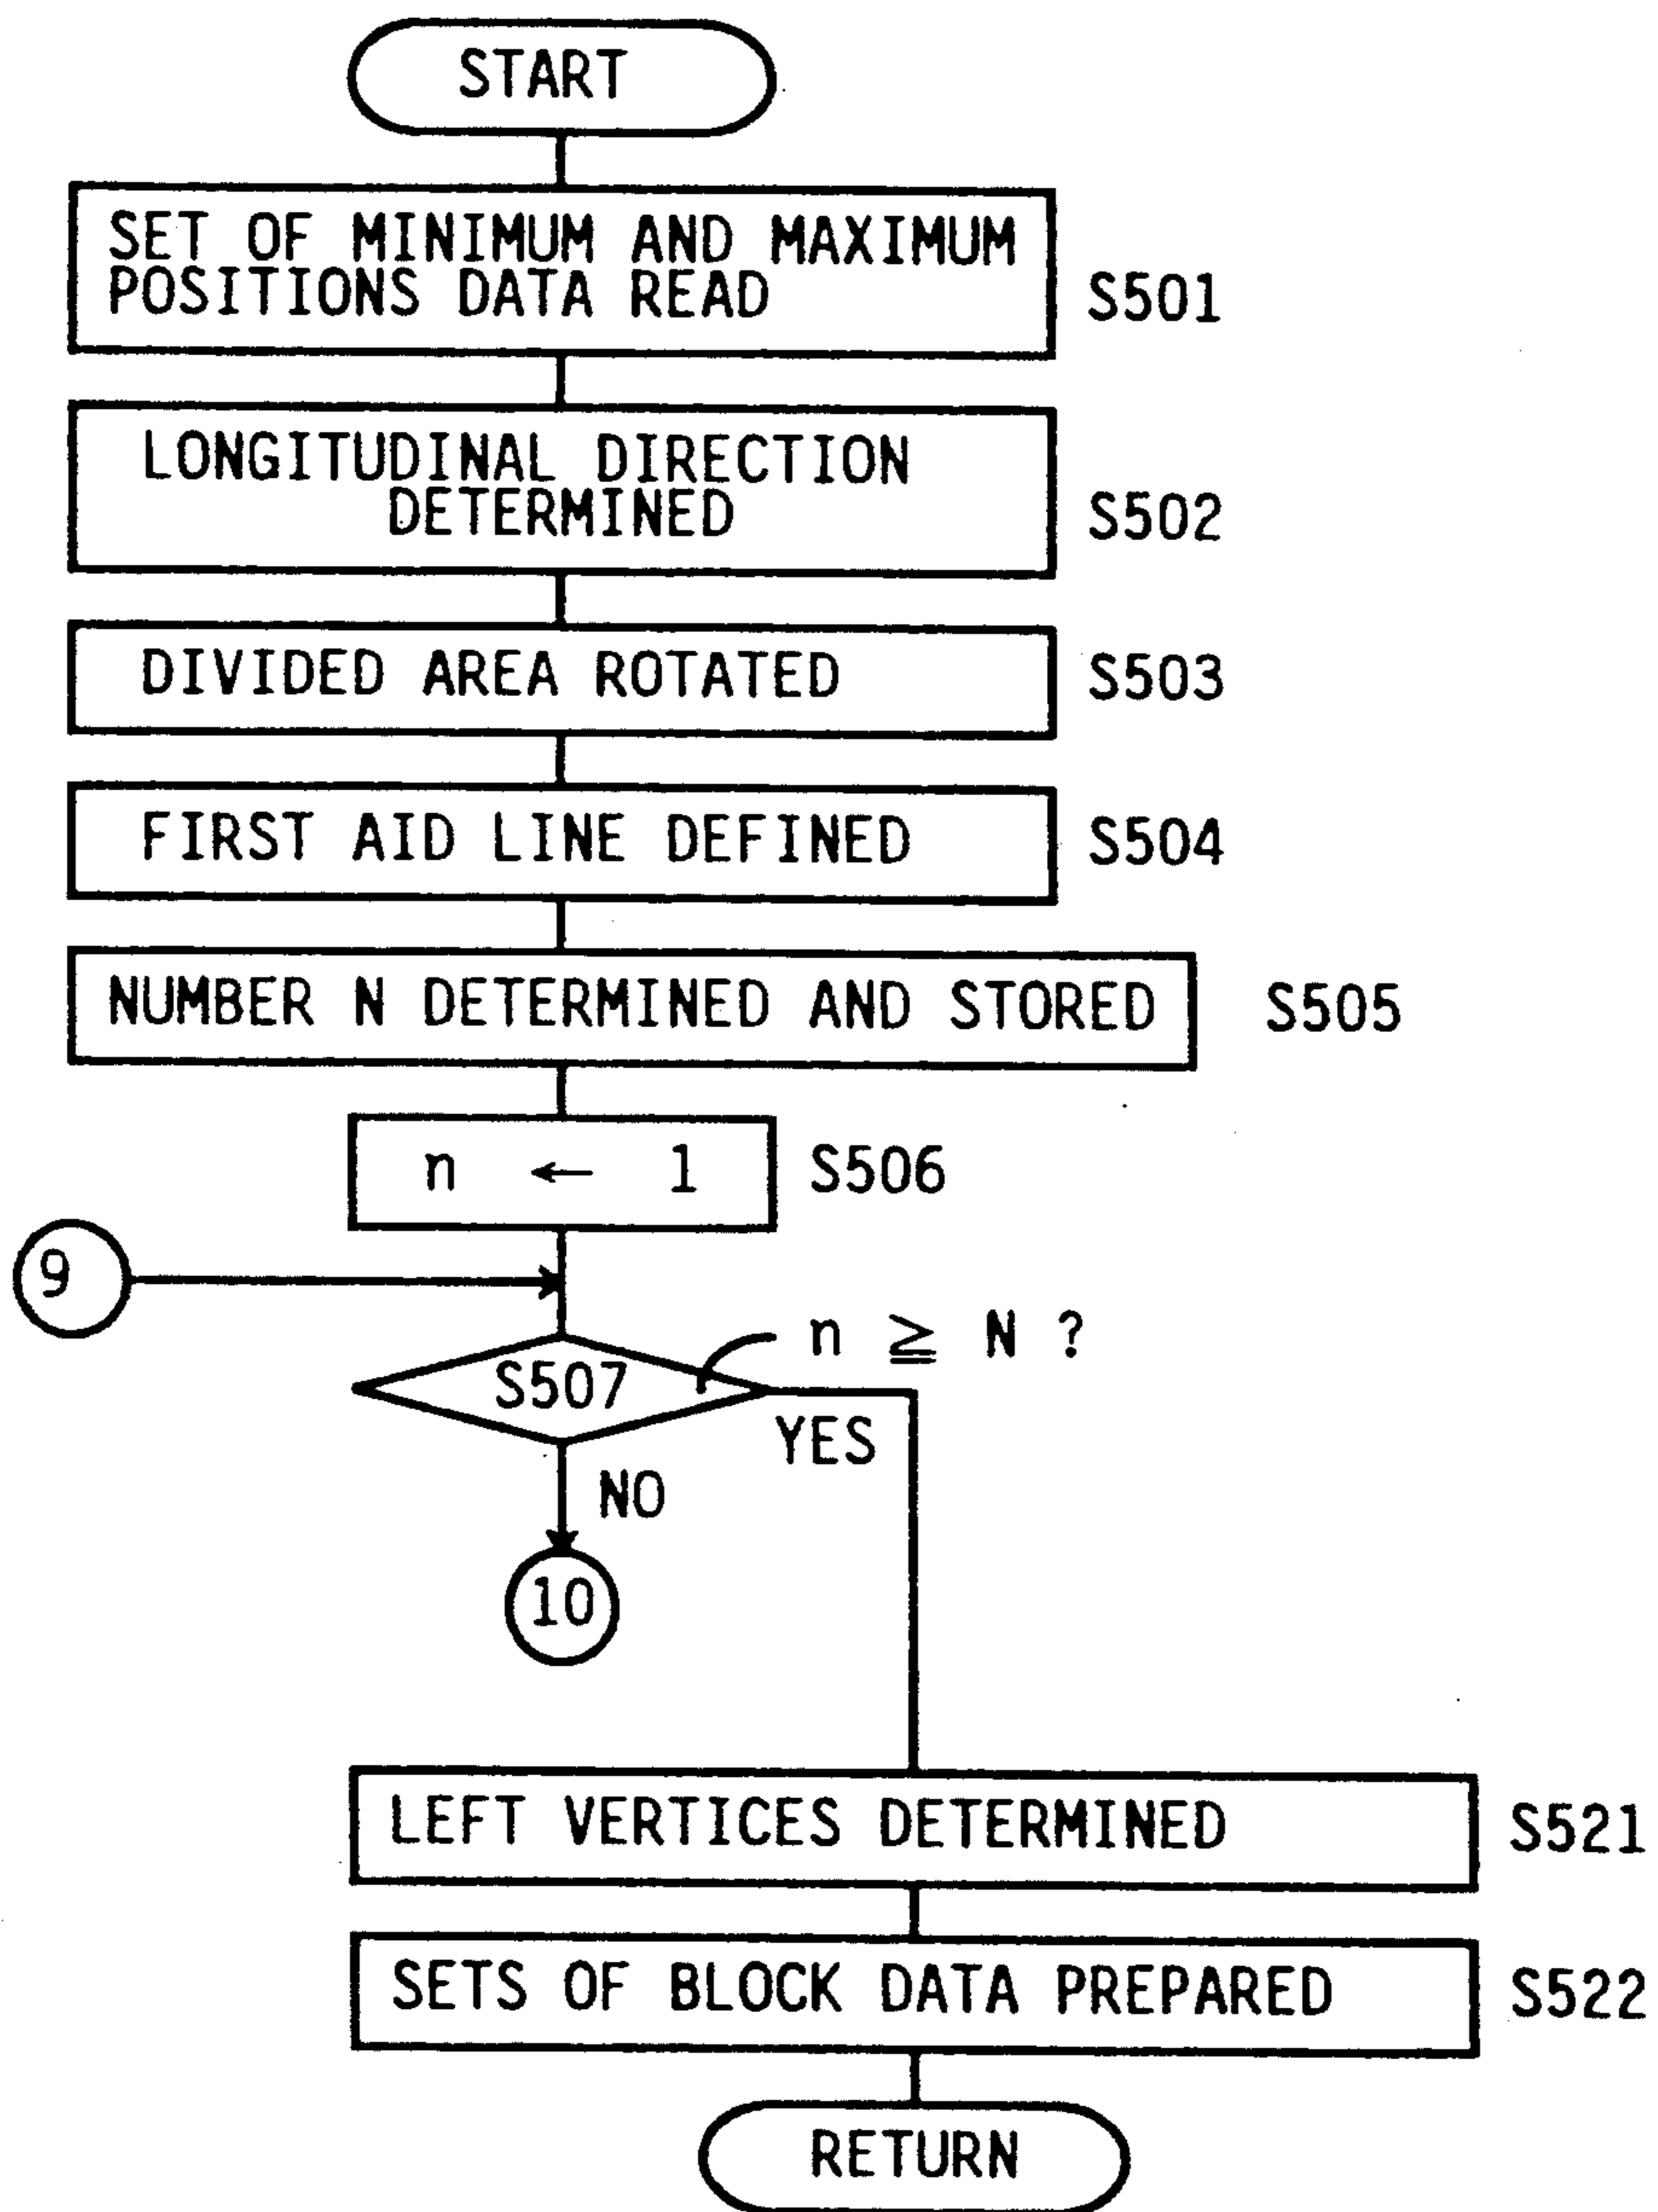 START
SET OF MINIMUM AND MAXIMUM
POSITIONS DATA READ
S501
LONGITUDINAL DIRECTION
DETERMINED
S502
DIVIDED AREA ROTATED
S503
FIRST AID LINE DEFINED
S504
NUMBER N DETERMINED AND STORED
S505
n ← 1
S506
9
n ≧ N ?
S507
YES
NO
10
LEFT VERTICES DETERMINED
S521
SETS OF BLOCK DATA PREPARED
S522
RETURN